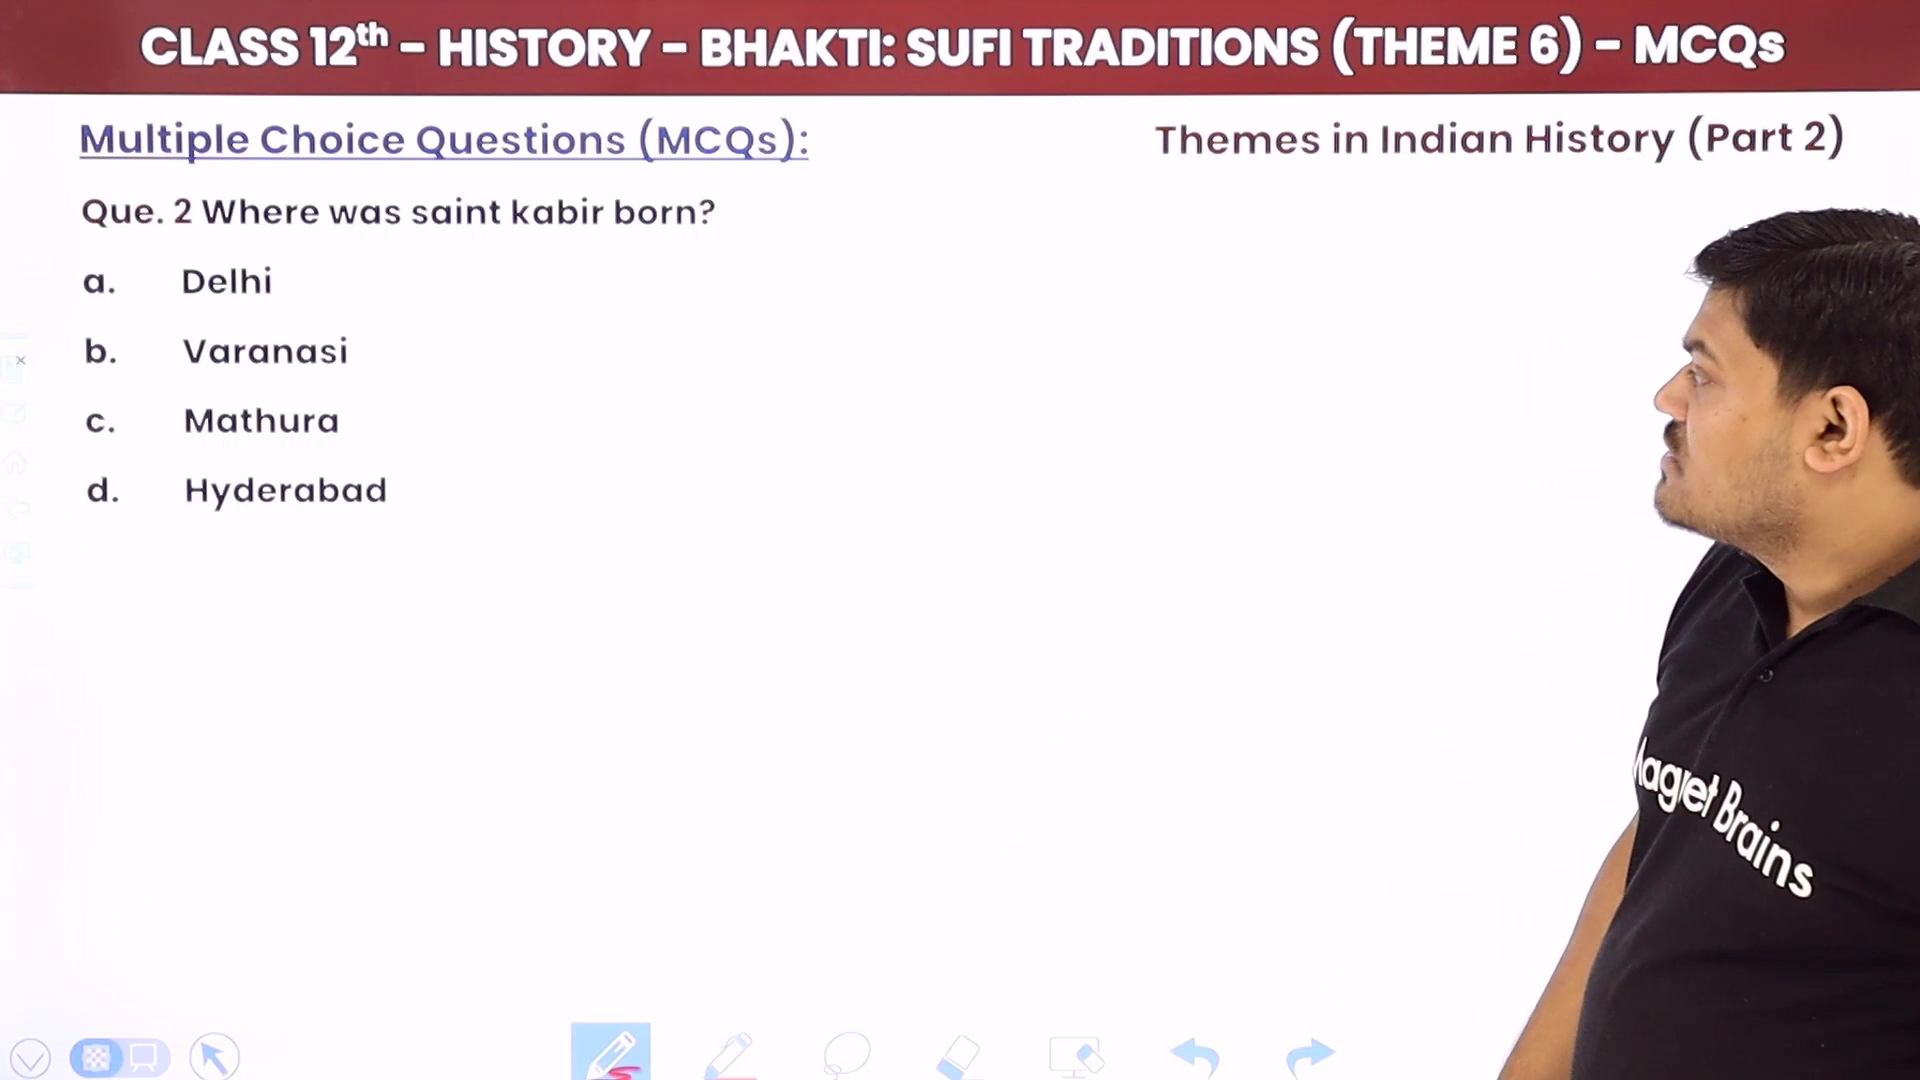 CLASS 12th – HISTORY – BHAKTI: SUFI TRADITIONS (THEME 6) – MCQs
Multiple Choice Questions (MCQs):
Themes in Indian History (Part 2)
Que. 2 Where was saint kabir born?
a. Delhi
b. Varanasi
c. Mathura
d. Hyderabad
agnet Brains